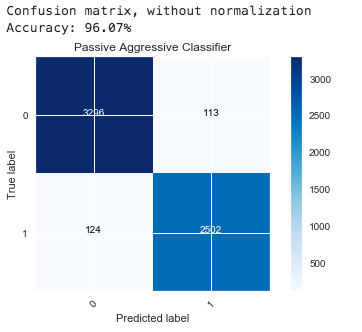 Confusion matrix, without normalization
Accuracy: 96.07%
Passive Aggressive Classifier
0
3296
113
1
124
2502
0
1
True label
Predicted label
3000
2500
2000
1500
1000
500